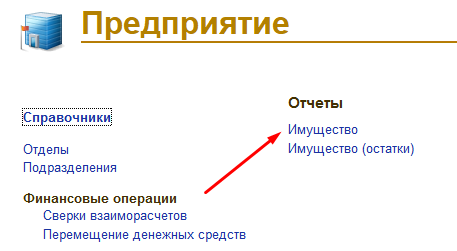 Предприятие
Справочники
Отделы
Подразделения
Финансовые операции
Сверки взаиморасчетов
Перемещение денежных средств
Отчеты
Имущество
Имущество (остатки)